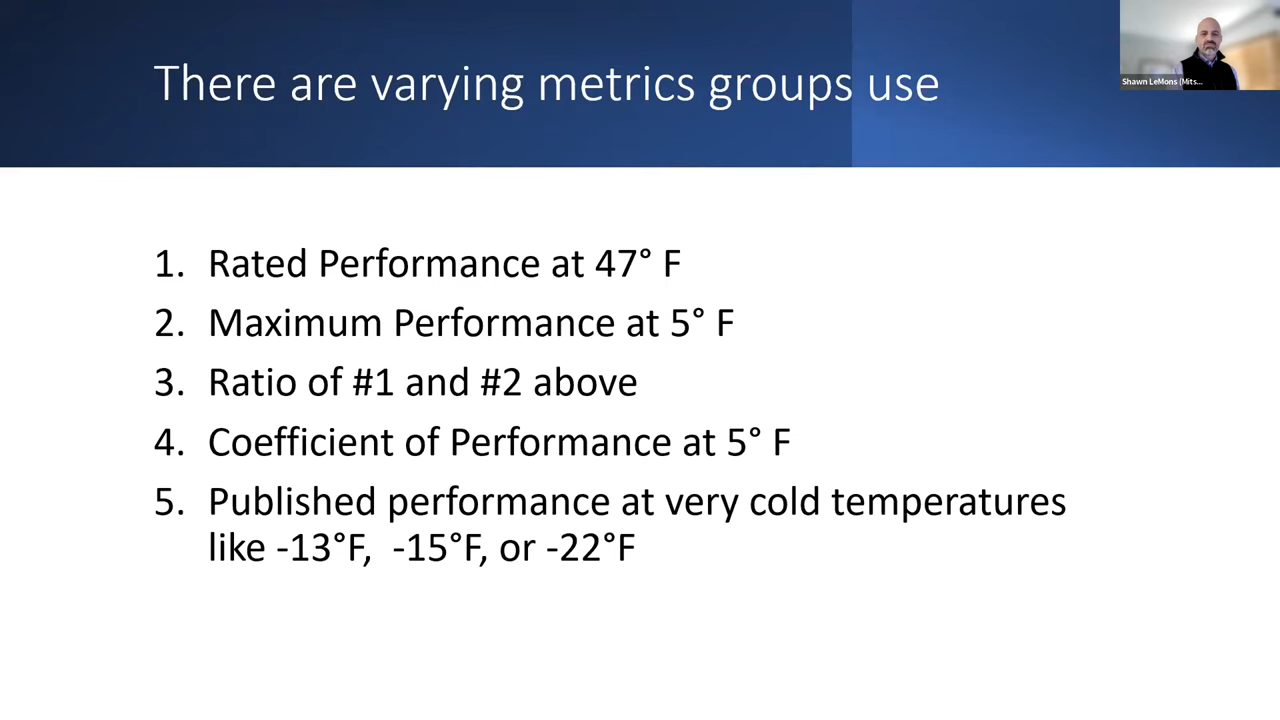 There are varying metrics groups use
Shawn LeMons (Mits...
1. Rated Performance at 47° F
2. Maximum Performance at 5° F
3. Ratio of #1 and #2 above
4. Coefficient of Performance at 5° F
5. Published performance at very cold temperatures
like -13°F,  -15°F, or -22°F